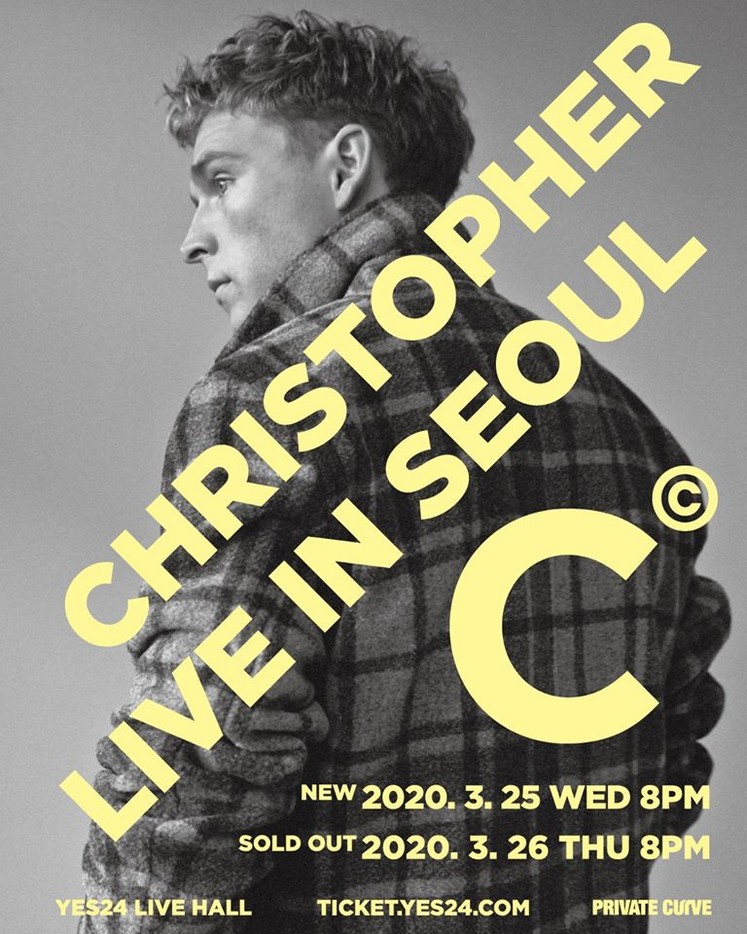 CHRISTOPHER
LIVE IN SEOUL
C©
NEW 2020. 3. 25 WED 8PM
SOLD OUT 2020. 3. 26 THU 8PM
YES24 LIVE HALL TICKET.YES24.COM PRIVATE CURVE